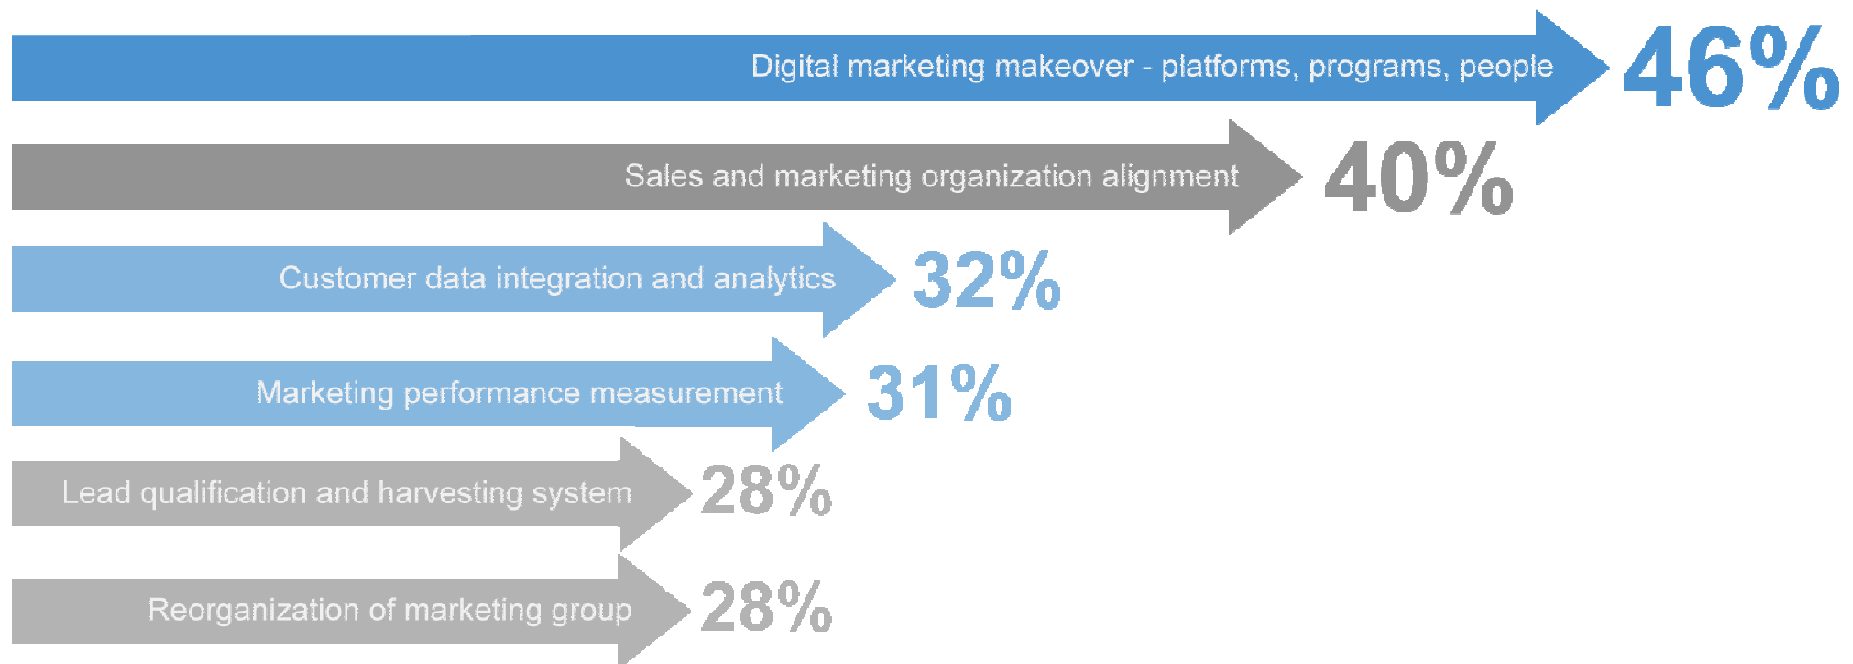 Digital marketing makeover - platforms, programs, people 46%
Sales and marketing organization alignment 40%
Customer data integration and analytics 32%
Marketing performance measurement 31%
Lead qualification and harvesting system 28%
Reorganization of marketing group 28%